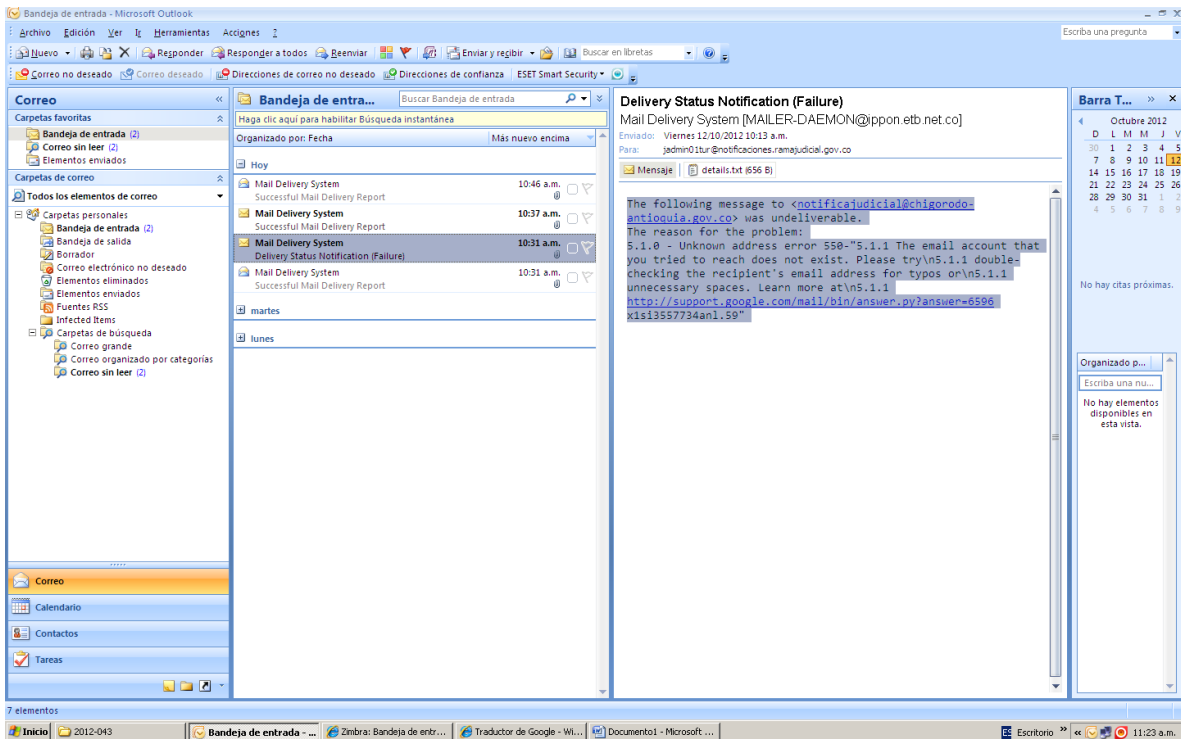 Bandeja de entrada - Microsoft Outlook
Archivo Edición Ver Ir Herramientas Acciones ?
Escriba una pregunta
Nuevo Responder Responder a todos Reenviar Enviar y recibir Buscar en libretas
Correo no deseado Correo deseado Direcciones de correo no deseado Direcciones de confianza ESET Smart Security
Correo
Carpetas favoritas
Bandeja de entrada (2)
Correo sin leer (2)
Elementos enviados
Carpetas de correo
Todos los elementos de correo
Carpetas personales
Bandeja de entrada (2)
Bandeja de salida
Borrador
Correo electrónico no deseado
Elementos eliminados
Elementos enviados
Fuentes RSS
Infected Items
Carpetas de búsqueda
Correo grande
Correo organizado por categorías
Correo sin leer (2)
Correo
Calendario
Contactos
Tareas
Bandeja de entra... Buscar Bandeja de entrada
Haga clic aquí para habilitar Búsqueda instantánea
Organizado por: Fecha Más nuevo encima
Hoy
Mail Delivery System 10:46 a.m.
Successful Mail Delivery Report
Mail Delivery System 10:37 a.m.
Successful Mail Delivery Report
Mail Delivery System 10:31 a.m.
Delivery Status Notification (Failure)
Mail Delivery System 10:31 a.m.
Successful Mail Delivery Report
martes
lunes
Delivery Status Notification (Failure)
Mail Delivery System [MAILER-DAEMON@ippon.etb.net.co]
Enviado: Viernes 12/10/2012 10:13 a.m.
Para: jadmin01tur@notificaciones.ramajudicial.gov.co
Mensaje details.txt (656 B)
The following message to <notificajudicial@chigorodo-
antioquia.gov.co> was undeliverable.
The reason for the problem:
5.1.0 - Unknown address error 550-"5.1.1 The email account that
you tried to reach does not exist. Please try\n5.1.1 double-
checking the recipient's email address for typos or\n5.1.1
unnecessary spaces. Learn more at\n5.1.1
http://support.google.com/mail/bin/answer.py?answer=6596
x1si3557734anl.59"
Barra T...
Octubre 2012
D L M M J V
30 1 2 3 4 5
7 8 9 10 11 12
14 15 16 17 18 19
21 22 23 24 25 26
28 29 30 31 1 2
4 5 6 7 8 9
No hay citas próximas.
Organizado p...
Escriba una nu...
No hay elementos
disponibles en
esta vista.
7 elementos
Inicio 2012-043 Bandeja de entrada - ... Zimbra: Bandeja de entr... Traductor de Google - Wi... Documento1 - Microsoft ... ES Escritorio 11:23 a.m.